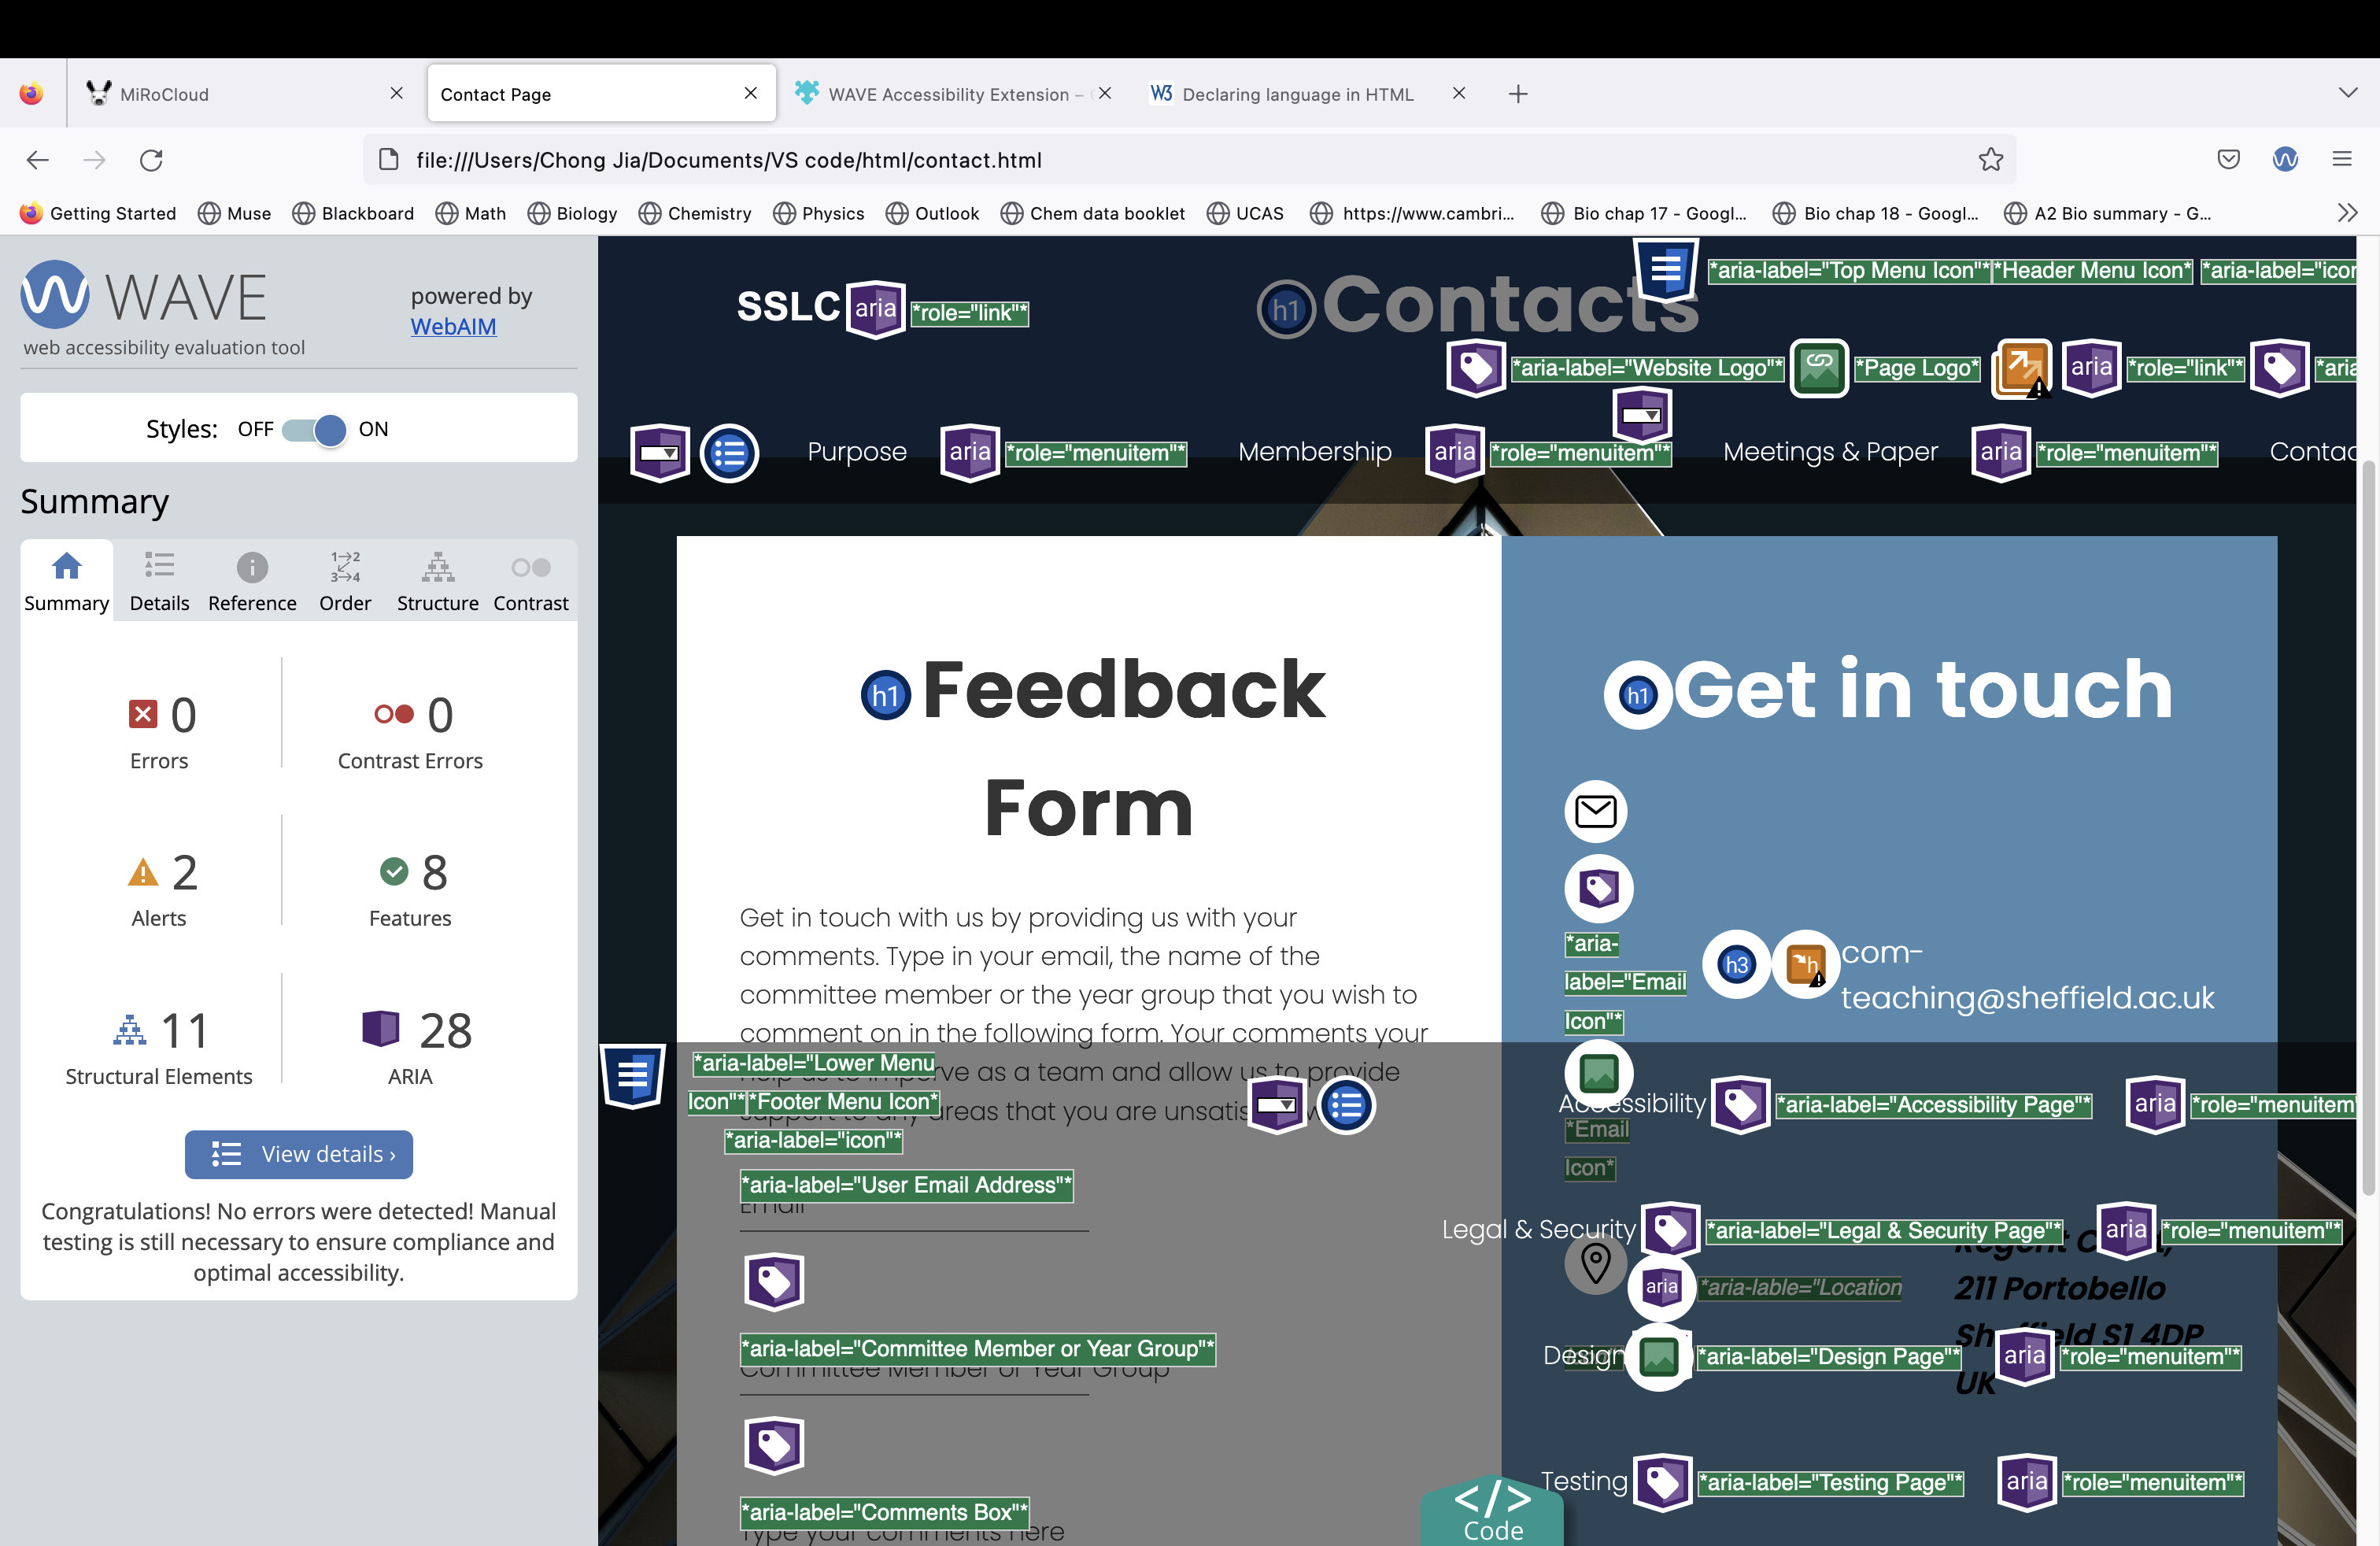 MiRoCloud
Contact Page
WAVE Accessibility Extension –
W3 Declaring language in HTML
file:///Users/Chong Jia/Documents/VS code/html/contact.html
Getting Started Muse Blackboard Math Biology Chemistry Physics Outlook Chem data booklet UCAS https://www.cambri... Bio chap 17 - Googl... Bio chap 18 - Googl... A2 Bio summary - G...
WAVE
powered by
WebAIM
web accessibility evaluation tool
Styles: OFF ON
Summary
Summary Details Reference Order Structure Contrast
0
Errors
0
Contrast Errors
2
Alerts
8
Features
11
Structural Elements
28
ARIA
View details ›
Congratulations! No errors were detected! Manual
testing is still necessary to ensure compliance and
optimal accessibility.
SSLC aria *role="link"*
h1 Contacts
*aria-label="Top Menu Icon"* *Header Menu Icon*
*aria-label="Website Logo"* *Page Logo* aria *role="link"*
Purpose aria *role="menuitem"* Membership aria *role="menuitem"* Meetings & Paper aria *role="menuitem"*
h1 Feedback
Form
Get in touch with us by providing us with your
comments. Type in your email, the name of the
committee member or the year group that you wish to
comment on in the following form. Your comments your
as a team and allow us to provide
areas that you are
*aria-label="Lower Menu
Icon"* *Footer Menu Icon*
*aria-label="icon"*
*aria-label="User Email Address"*
Email
*aria-label="Committee Member or Year Group"*
Committee Member or Year Group
*aria-label="Comments Box"*
Type your comments here
h1 Get in touch
*aria-
label="Email
Icon"*
h3 h com-
teaching@sheffield.ac.uk
Accessibility *aria-label="Accessibility Page"* aria *role="menuitem
*Email
Icon*
Legal & Security *aria-label="Legal & Security Page"* aria *role="menuitem"*
aria *aria-lable="Location
211 Portobello
Sheffield S1 4DP
UK
Design *aria-label="Design Page"* aria *role="menuitem"*
Testing *aria-label="Testing Page"* aria *role="menuitem"*
</> Code